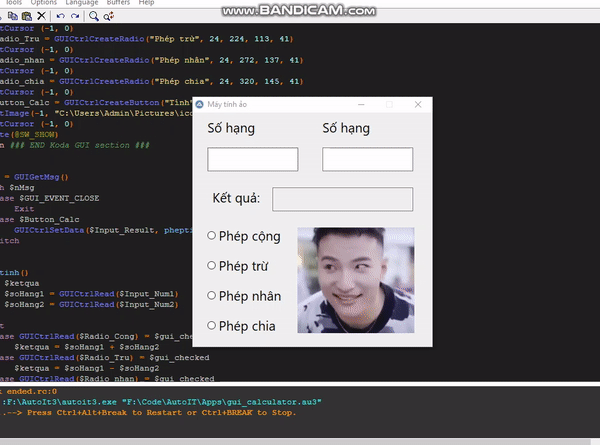 Tools Options Language Buffers Help
www.BANDICAM.com
tCursor (-1, 0)
adio_Tru = GUICtrlCreateRadio("Phép trừ", 24, 224, 113, 41)
tCursor (-1, 0)
adio_nhan = GUICtrlCreateRadio("Phép nhân", 24, 272, 137, 41)
tCursor (-1, 0)
adio_chia = GUICtrlCreateRadio("Phép chia", 24, 320, 145, 41)
tCursor (-1, 0)
utton_Calc = GUICtrlCreateButton("Tính"
tImage(-1, "C:\Users\Admin\Pictures\ico
tCursor (-1, 0)
te(@SW_SHOW)
n ### END Koda GUI section ###
= GUIGetMsg()
h $nMsg
ase $GUI_EVENT_CLOSE
Exit
ase $Button_Calc
GUICtrlSetData($Input_Result, phepti
itch
tinh()
$ketqua
$soHang1 = GUICtrlRead($Input_Num1)
$soHang2 = GUICtrlRead($Input_Num2)
t
ase GUICtrlRead($Radio_Cong) = $gui_checked
$ketqua = $soHang1 + $soHang2
ase GUICtrlRead($Radio_Tru) = $gui_checked
$ketqua = $soHang1 - $soHang2
ase GUICtrlRead($Radio_nhan) = $gui_checked
Máy tính ảo
Số hạng Số hạng
Kết quả:
Phép cộng
Phép trừ
Phép nhân
Phép chia
t ended.rc:0
:F:\AutoIt3\autoit3.exe "F:\Code\AutoIT\Apps\gui_calculator.au3"
.--> Press Ctrl+Alt+Break to Restart or Ctrl+BREAK to Stop.